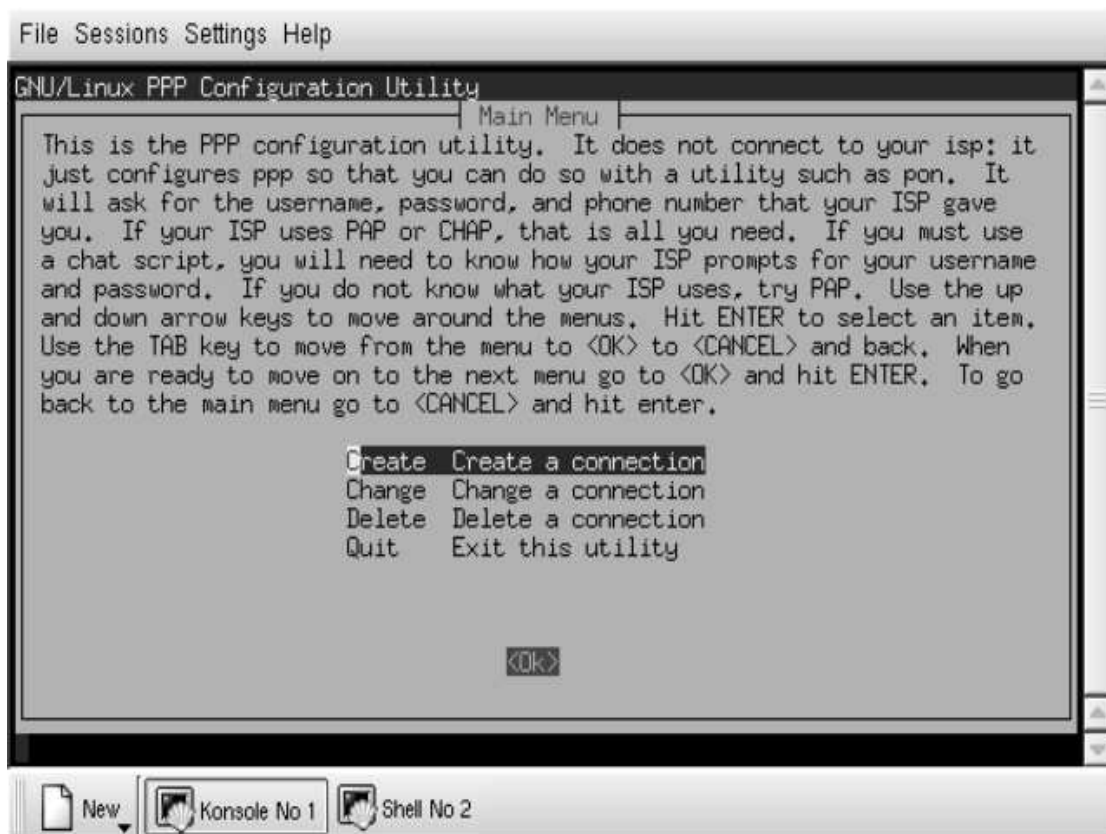 File Sessions Settings Help
GNU/Linux PPP Configuration Utility
Main Menu
This is the PPP configuration utility.  It does not connect to your isp: it
just configures ppp so that you can do so with a utility such as pon.  It
will ask for the username, password, and phone number that your ISP gave
you.  If your ISP uses PAP or CHAP, that is all you need.  If you must use
a chat script, you will need to know how your ISP prompts for your username
and password.  If you do not know what your ISP uses, try PAP.  Use the up
and down arrow keys to move around the menus.  Hit ENTER to select an item.
Use the TAB key to move from the menu to <OK> to <CANCEL> and back.  When
you are ready to move on to the next menu go to <OK> and hit ENTER.  To go
back to the main menu go to <CANCEL> and hit enter.
Create  Create a connection
Change  Change a connection
Delete  Delete a connection
Quit    Exit this utility
<Ok>
New Konsole No 1 Shell No 2